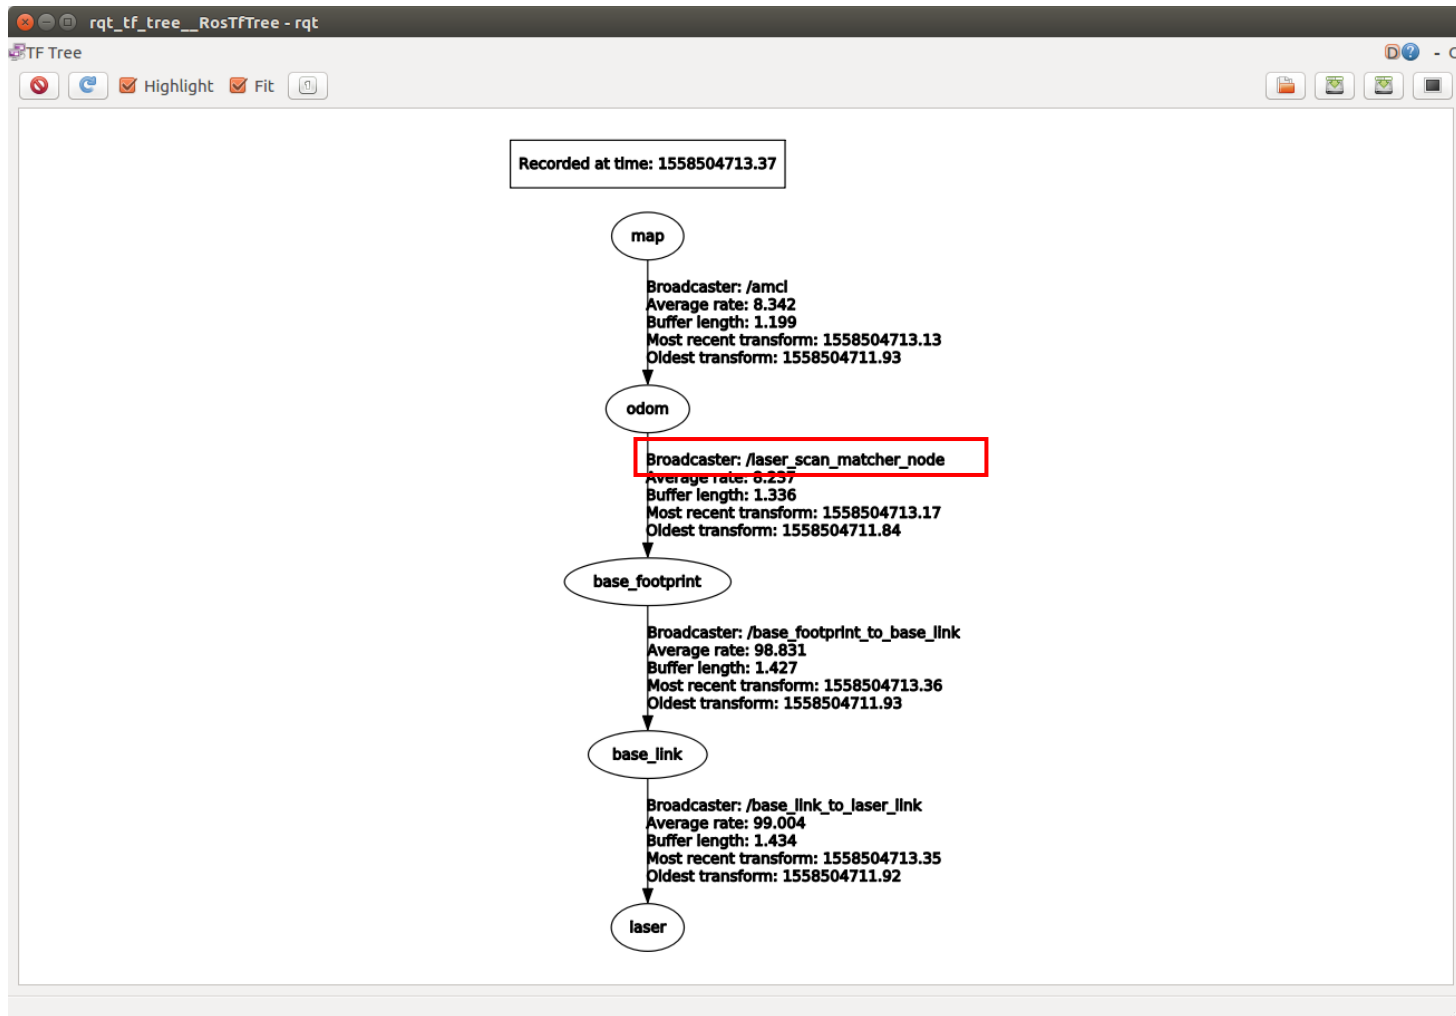 rqt_tf_tree__RosTfTree - rqt
TF Tree
D ? - C
Highlight Fit
Recorded at time: 1558504713.37
map
Broadcaster: /amcl
Average rate: 8.342
Buffer length: 1.199
Most recent transform: 1558504713.13
Oldest transform: 1558504711.93
odom
Broadcaster: /laser_scan_matcher_node
Average rate: 8.237
Buffer length: 1.336
Most recent transform: 1558504713.17
Oldest transform: 1558504711.84
base_footprint
Broadcaster: /base_footprint_to_base_link
Average rate: 98.831
Buffer length: 1.427
Most recent transform: 1558504713.36
Oldest transform: 1558504711.93
base_link
Broadcaster: /base_link_to_laser_link
Average rate: 99.004
Buffer length: 1.434
Most recent transform: 1558504713.35
Oldest transform: 1558504711.92
laser